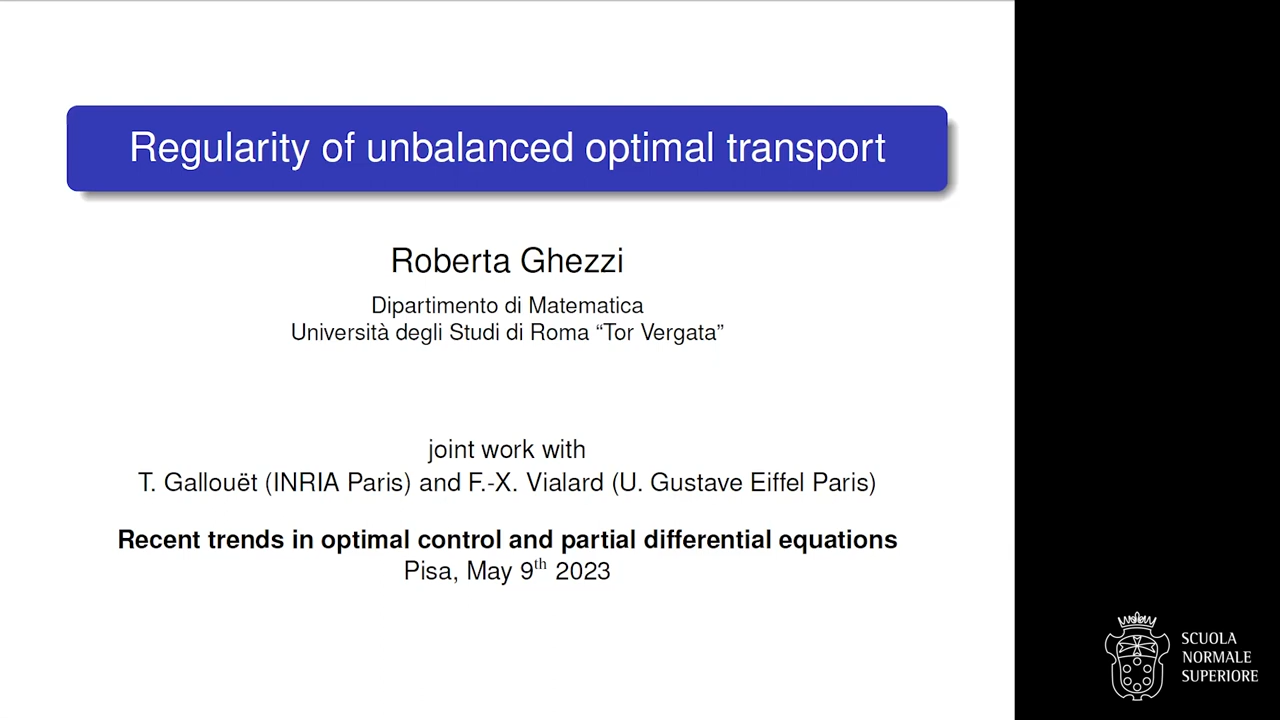 Regularity of unbalanced optimal transport
Roberta Ghezzi
Dipartimento di Matematica
Università degli Studi di Roma “Tor Vergata”
joint work with
T. Gallouët (INRIA Paris) and F.-X. Vialard (U. Gustave Eiffel Paris)
Recent trends in optimal control and partial differential equations
Pisa, May 9th 2023
SCUOLA
NORMALE
SUPERIORE